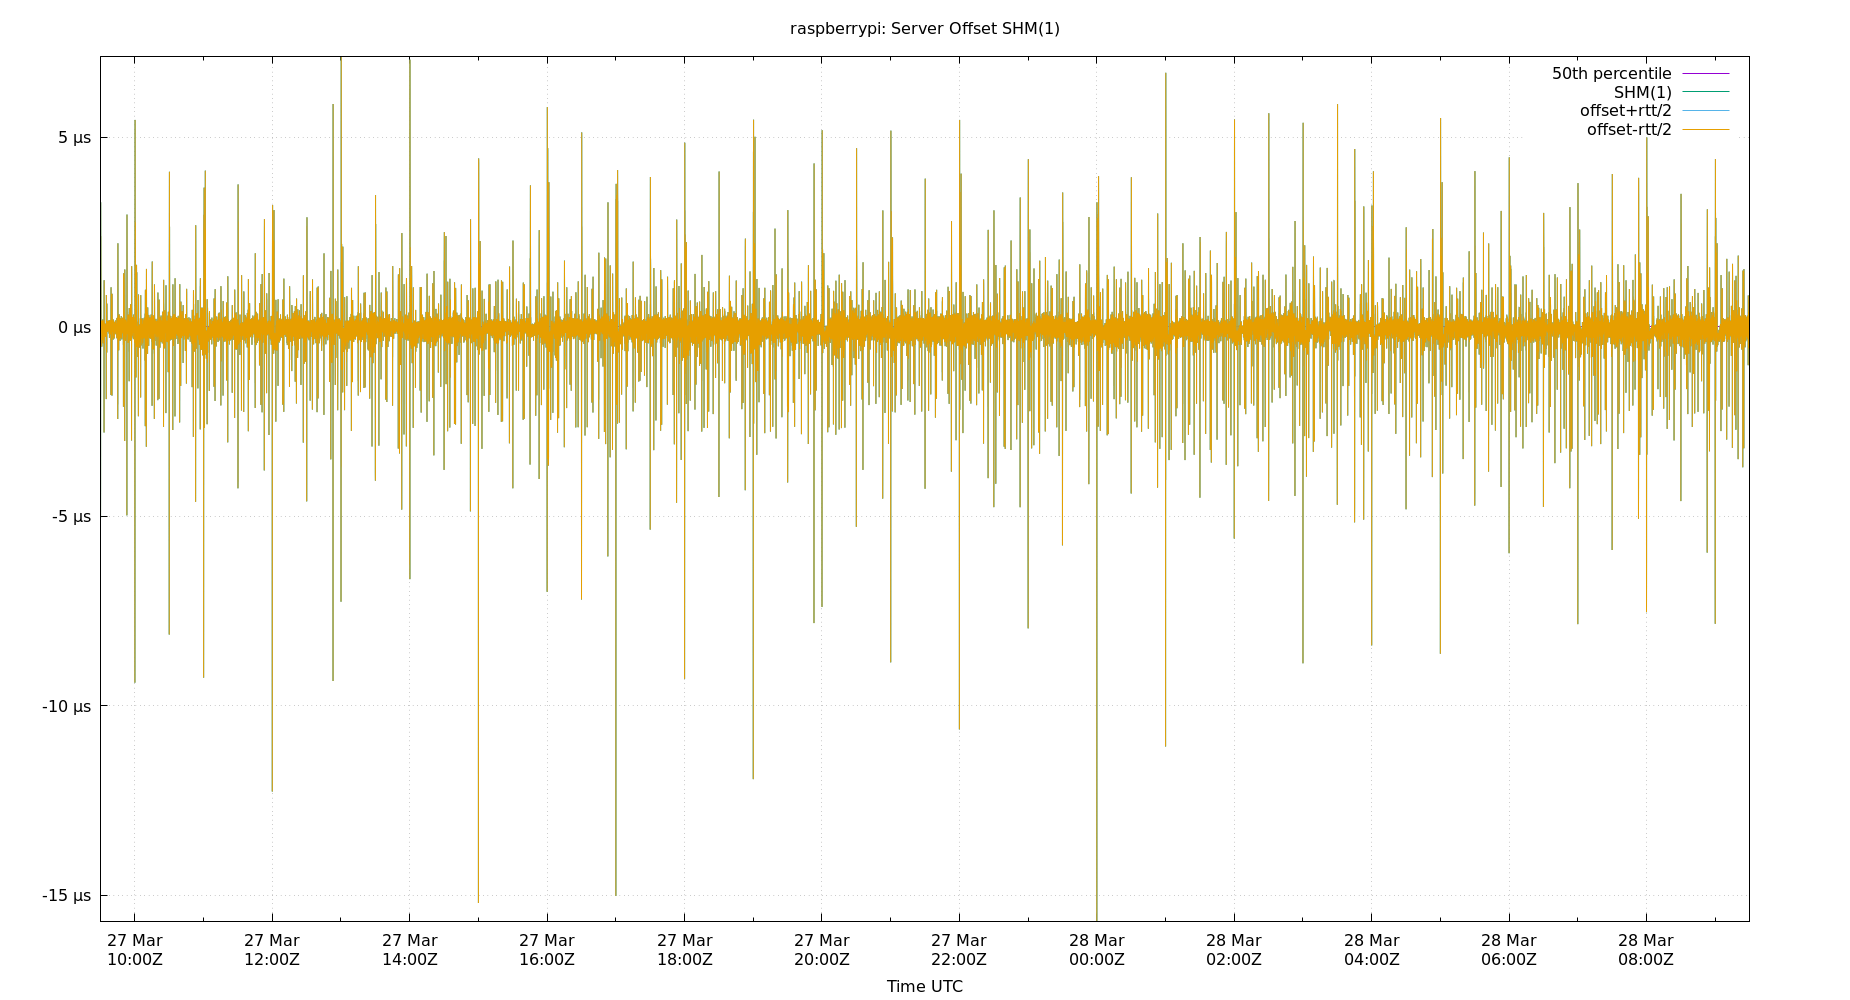 raspberrypi: Server Offset SHM(1)
50th percentile
SHM(1)
offset+rtt/2
offset-rtt/2
5 µs
0 µs
-5 µs
-10 µs
-15 µs
27 Mar 27 Mar 27 Mar 27 Mar 27 Mar 27 Mar 27 Mar 28 Mar 28 Mar 28 Mar 28 Mar 28 Mar
10:00Z 12:00Z 14:00Z 16:00Z 18:00Z 20:00Z 22:00Z 00:00Z 02:00Z 04:00Z 06:00Z 08:00Z
Time UTC